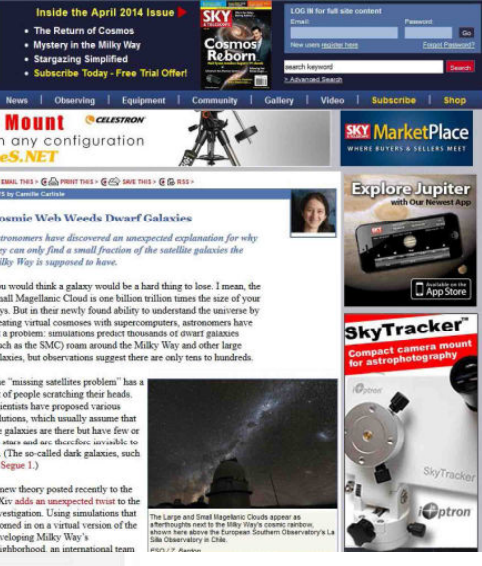 Inside the April 2014 Issue
The Return of Cosmos
Mystery in the Milky Way
Stargazing Simplified
Subscribe Today - Free Trial Offer!
SKY
Cosmos
Reborn
LOG IN for full site content
Email:
Password:
Go
New users register here
Forgot Password?
search keyword
Search
> Advanced Search
News | Observing | Equipment | Community | Gallery | Video | Subscribe | Shop
Mount
CELESTRON
any configuration
S.NET
SKY MarketPlace
WHERE BUYERS & SELLERS MEET
EMAIL THIS > PRINT THIS > SAVE THIS > RSS >
by Camille Carlisle
osmic Web Weeds Dwarf Galaxies
tronomers have discovered an unexpected explanation for why
ey can only find a small fraction of the satellite galaxies the
ilky Way is supposed to have.
ou would think a galaxy would be a hard thing to lose. I mean, the
mall Magellanic Cloud is one billion trillion times the size of your
ys. But in their newly found ability to understand the universe by
eating virtual cosmoses with supercomputers, astronomers have
t a problem: simulations predict thousands of dwarf galaxies
uch as the SMC) roam around the Milky Way and other large
laxies, but observations suggest there are only tens to hundreds.
he "missing satellites problem" has a
t of people scratching their heads.
ientists have proposed various
lutions, which usually assume that
e galaxies are there but have few or
stars and are therefore invisible to
. (The so-called dark galaxies, such
Segue 1.)
new theory posted recently to the
Xiv adds an unexpected twist to the
vestigation. Using simulations that
omed in on a virtual version of the
veloping Milky Way's
ighborhood, an international team
The Large and Small Magellanic Clouds appear as
afterthoughts next to the Milky Way's cosmic rainbow,
shown here above the European Southern Observatory's La
Silla Observatory in Chile.
ESO / Z. Bardon
Explore Jupiter
with Our Newest App
Available on the
App Store
SkyTracker™
Compact camera mount
for astrophotography
iOptron
SkyTracker
iOptron